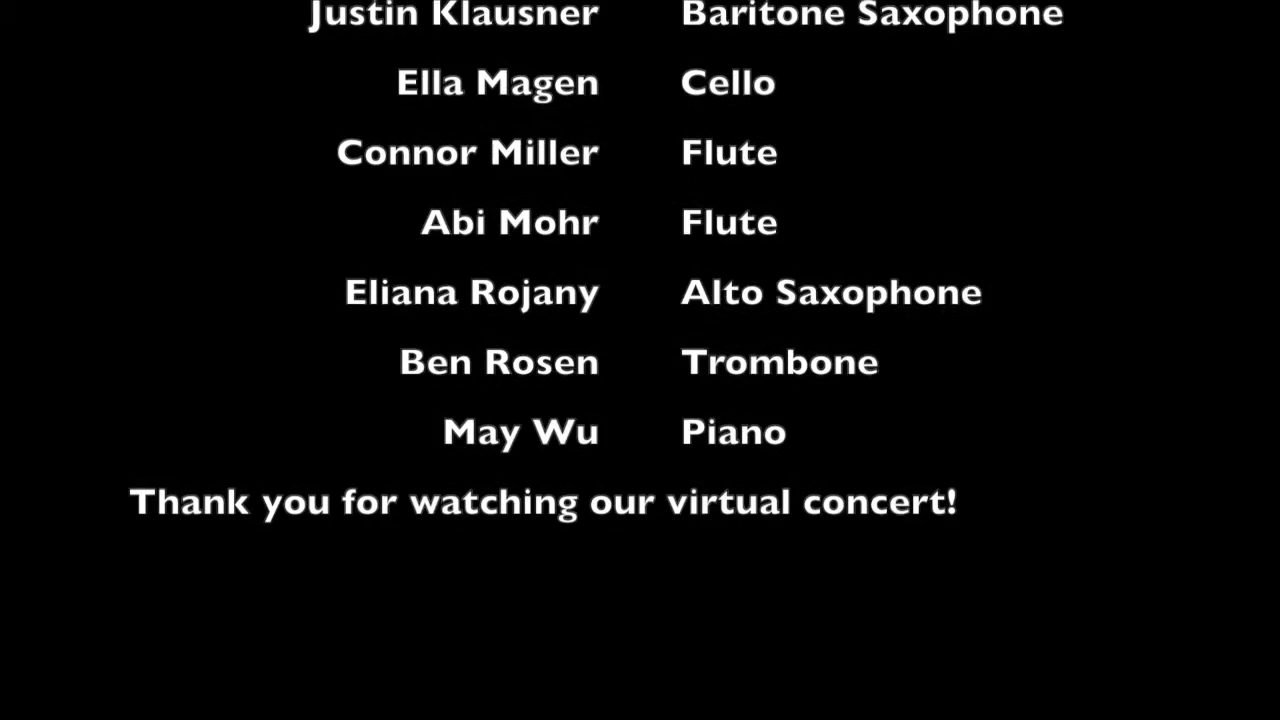 Justin Klausner Baritone Saxophone
Ella Magen Cello
Connor Miller Flute
Abi Mohr Flute
Eliana Rojany Alto Saxophone
Ben Rosen Trombone
May Wu Piano
Thank you for watching our virtual concert!